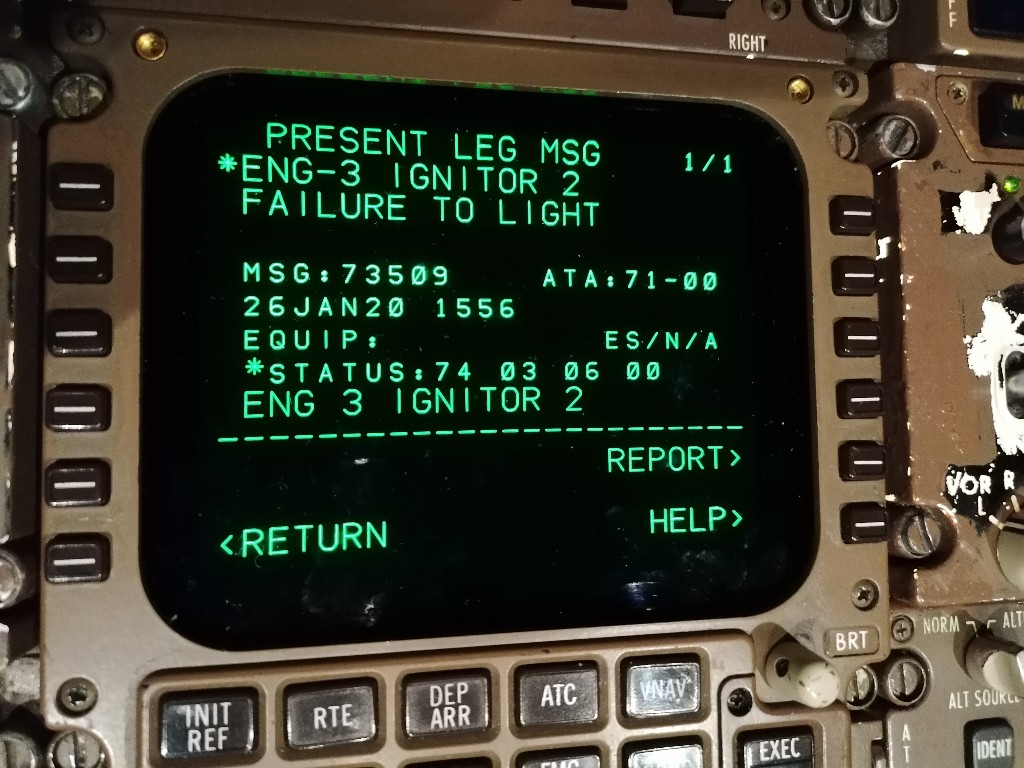 RIGHT
PRESENT LEG MSG
1/1
*ENG-3 IGNITOR 2
FAILURE TO LIGHT
MSG:73509 ATA:71-00
26JAN20 1556
EQUIP: ES/N/A
*STATUS:74 03 06 00
ENG 3 IGNITOR 2
--------------------------
REPORT>
HELP>
<RETURN
BRT
INIT
REF
RTE
DEP
ARR
ATC
VNAV
EXEC
VOR R
L
NORM
ALT
ALT SOURCE
IDENT
A
T